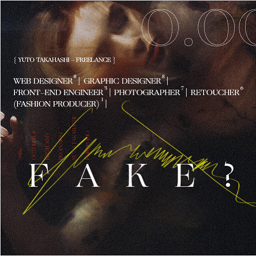 0.00
[ YUTO TAKAHASHI - FREELANCE ]
WEB DESIGNER | GRAPHIC DESIGNER |
FRONT-END ENGINEER | PHOTOGRAPHER | RETOUCHER
(FASHION PRODUCER) |
FAKE?